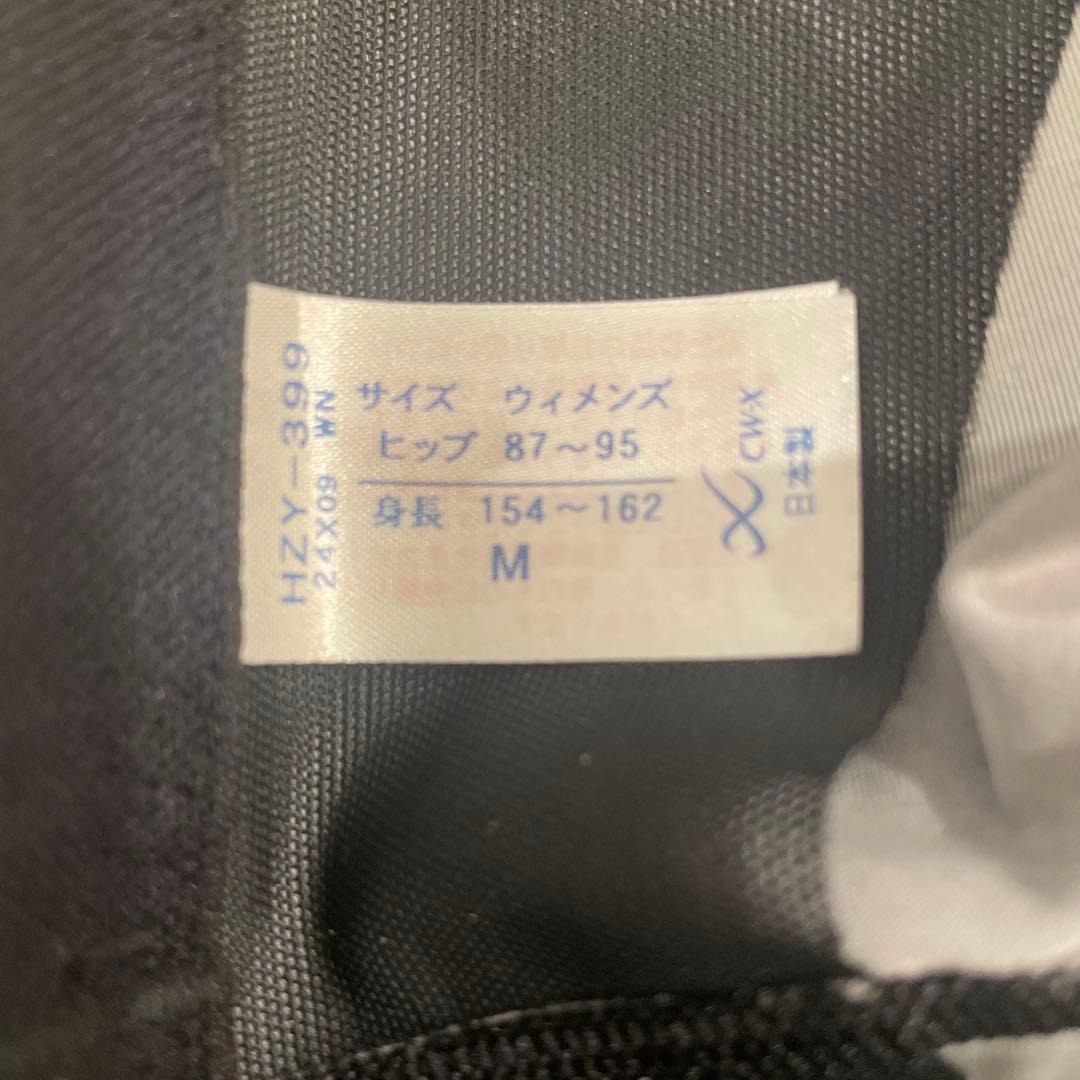 サイズ ウィメンズ
ヒップ 87～95
身長 154～162
M
HZY-399
24X09 WN
CW-X
日本製